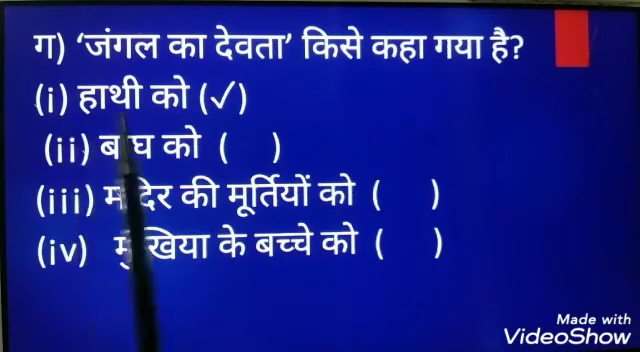 ग) ‘जंगल का देवता’ किसे कहा गया है?
(i) हाथी को (✓)
(ii) बाघ को ( )
(iii) मंदिर की मूर्तियों को ( )
(iv) मुखिया के बच्चे को ( )
Made with
VideoShow